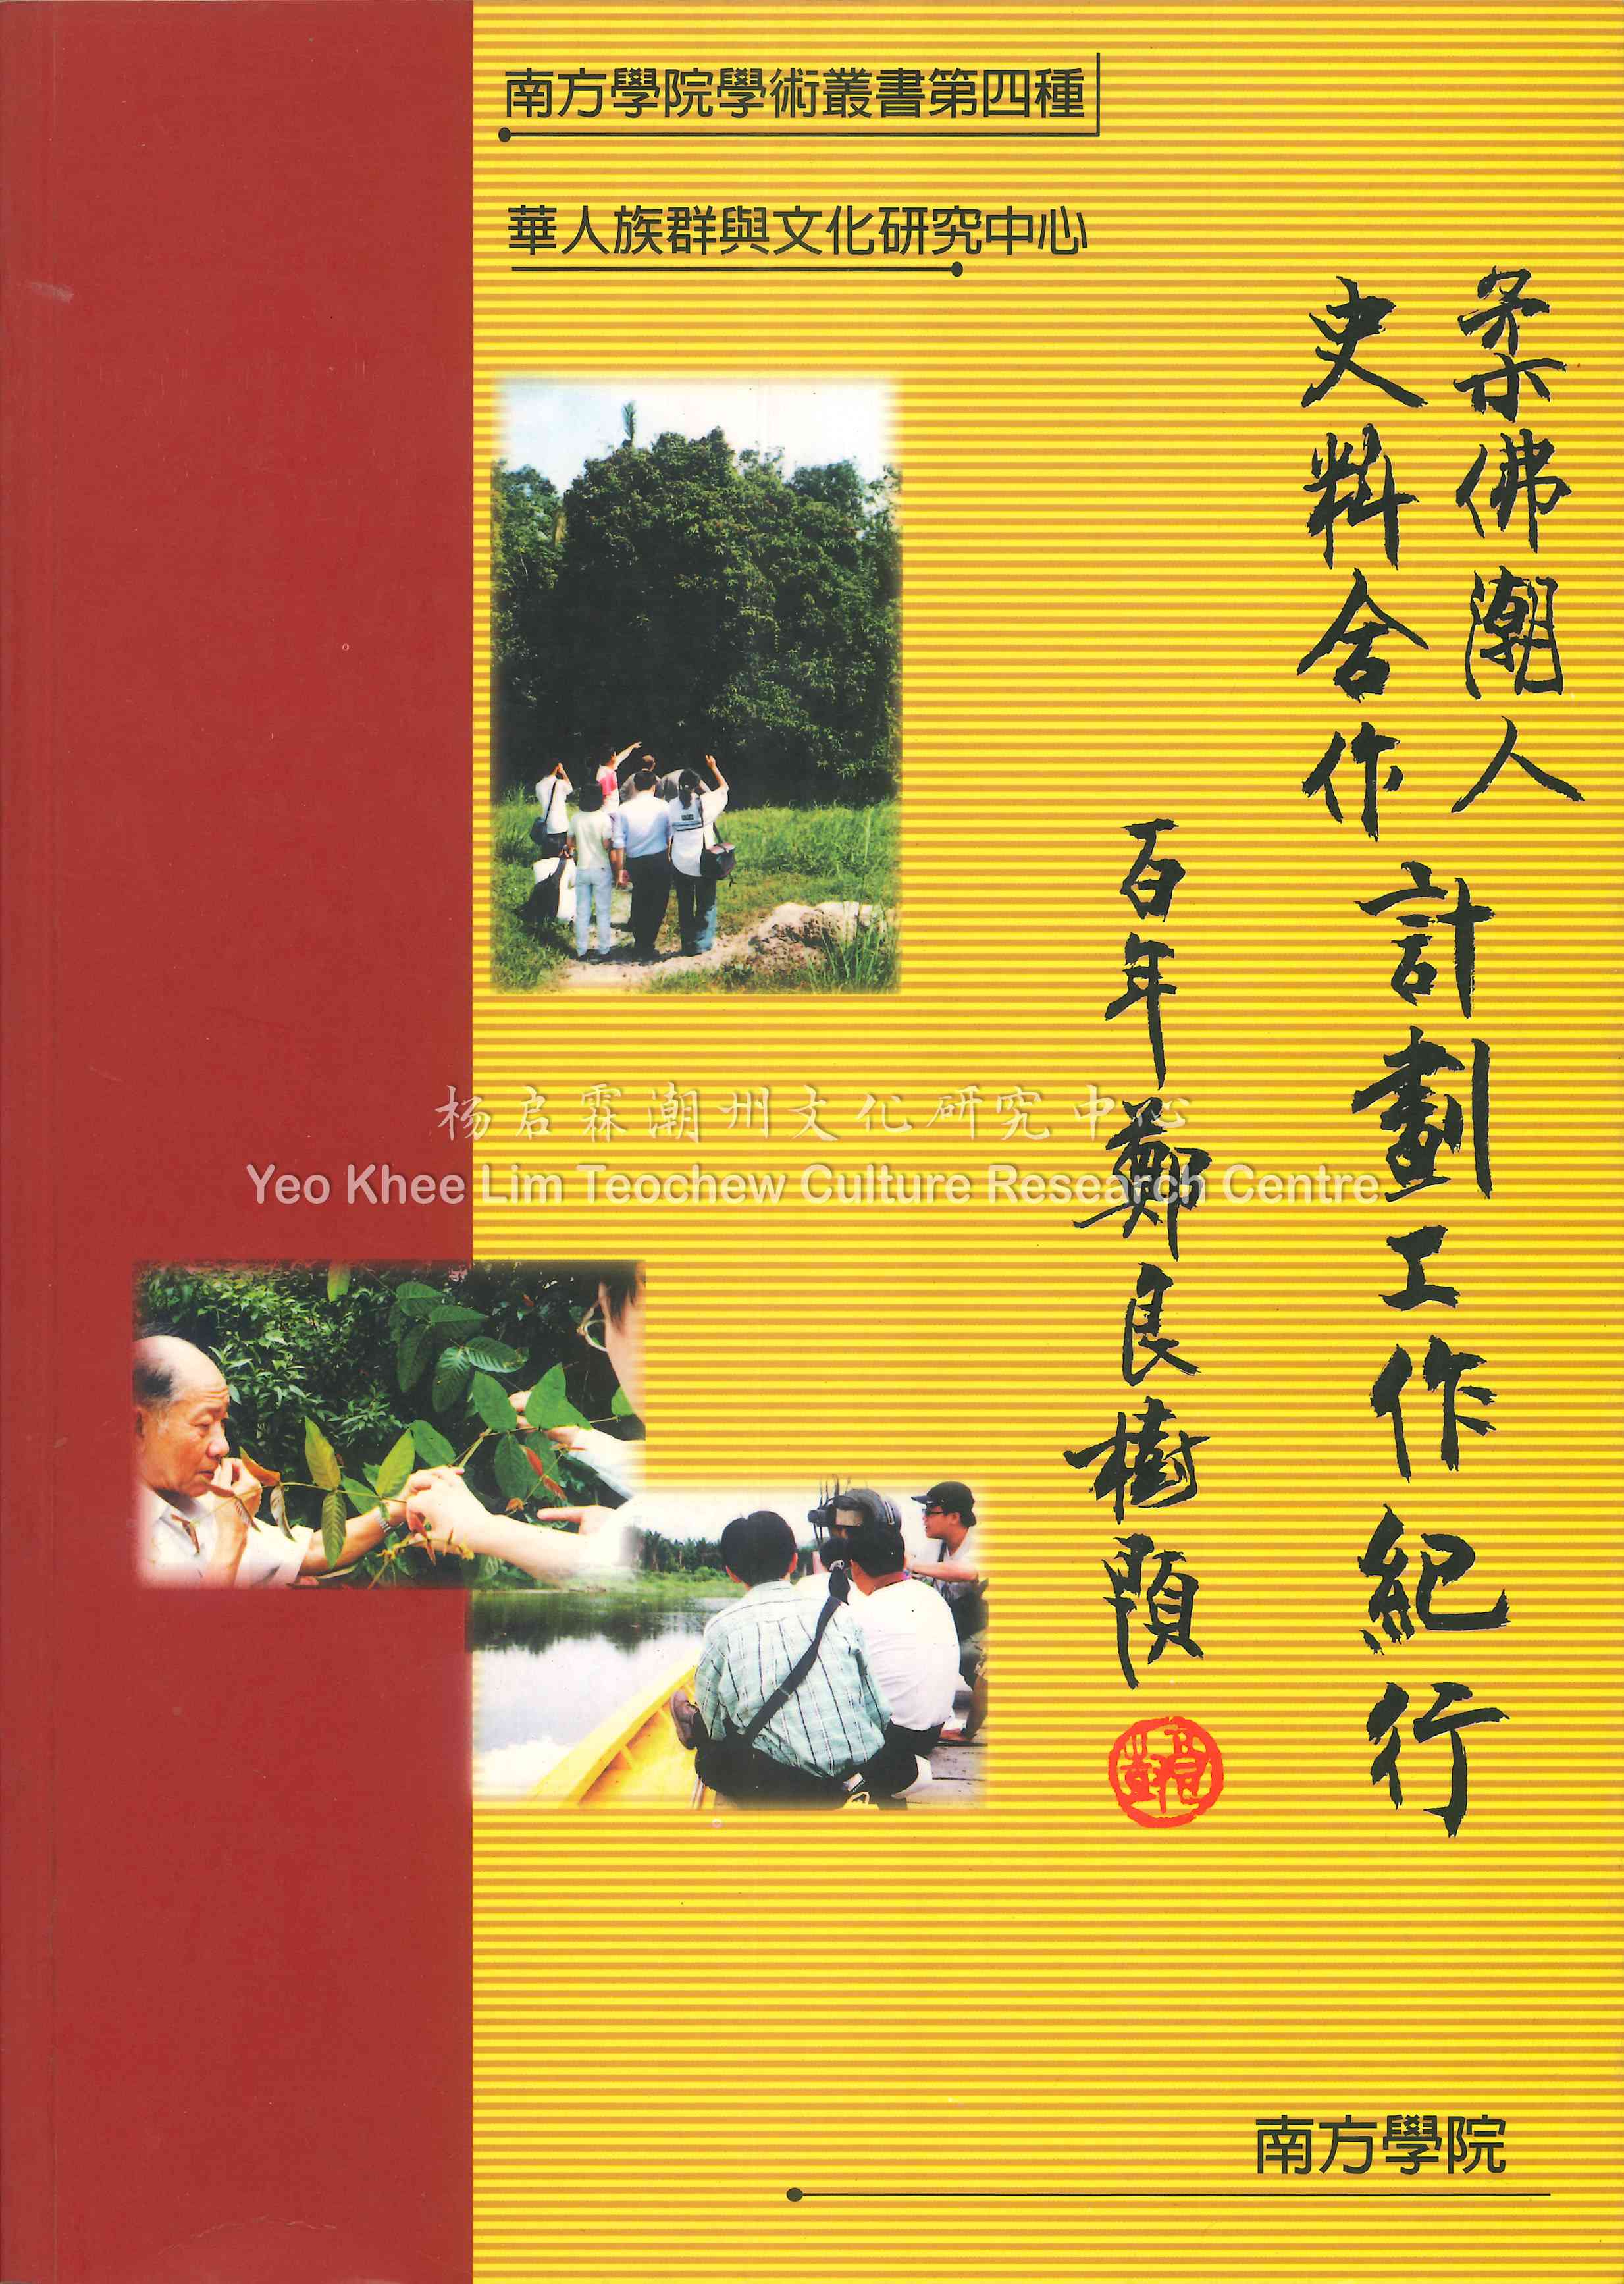 南方學院學術叢書第四種
華人族群與文化研究中心
柔佛潮人
史料合作
計劃工作紀行
百年鄭良樹題
杨启霖潮州文化研究中心
Yeo Khee Lim Teochew Culture Research Centre
南方學院